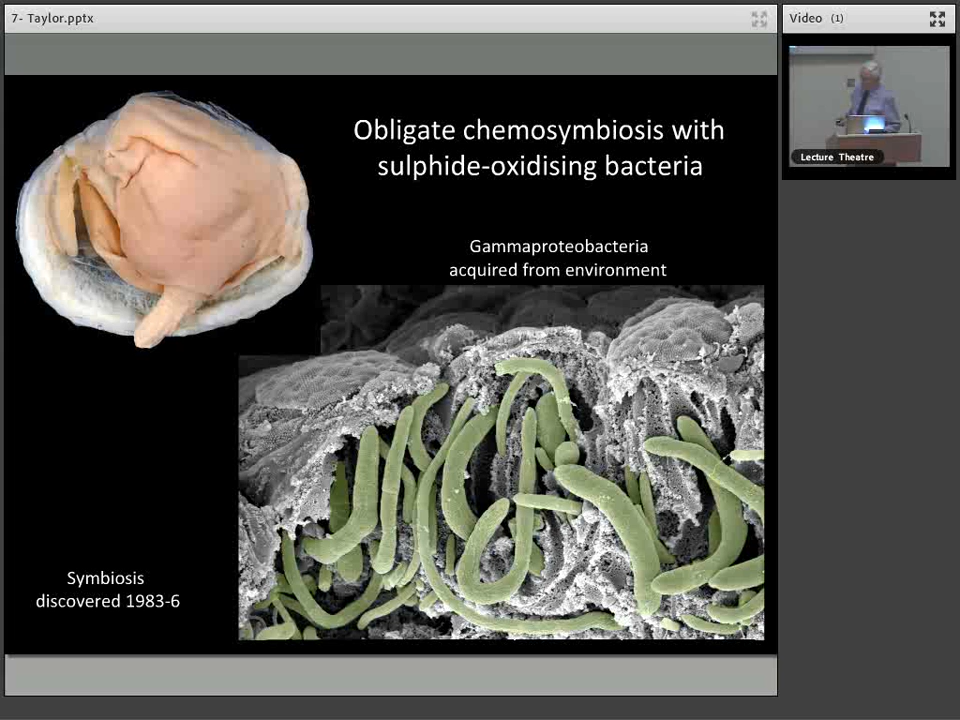 7- Taylor.pptx
Video (1)
Obligate chemosymbiosis with
sulphide-oxidising bacteria
Lecture Theatre
Gammaproteobacteria
acquired from environment
Symbiosis
discovered 1983-6